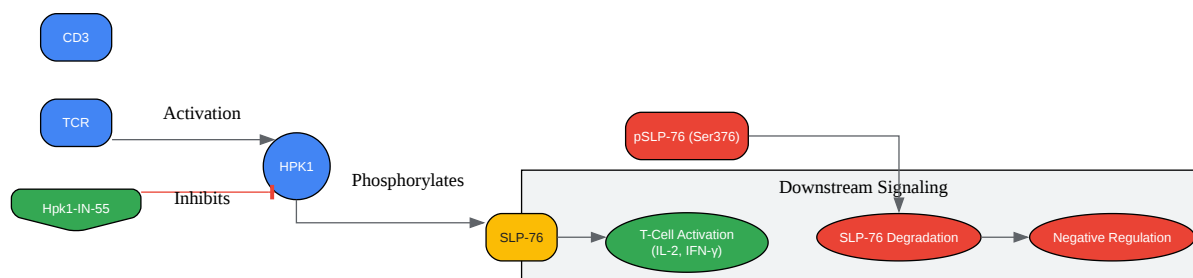 CD3
TCR
Activation
HPK1
Hpk1-IN-55
Inhibits
Phosphorylates
pSLP-76 (Ser376)
Downstream Signaling
SLP-76
T-Cell Activation
(IL-2, IFN-γ)
SLP-76 Degradation
Negative Regulation